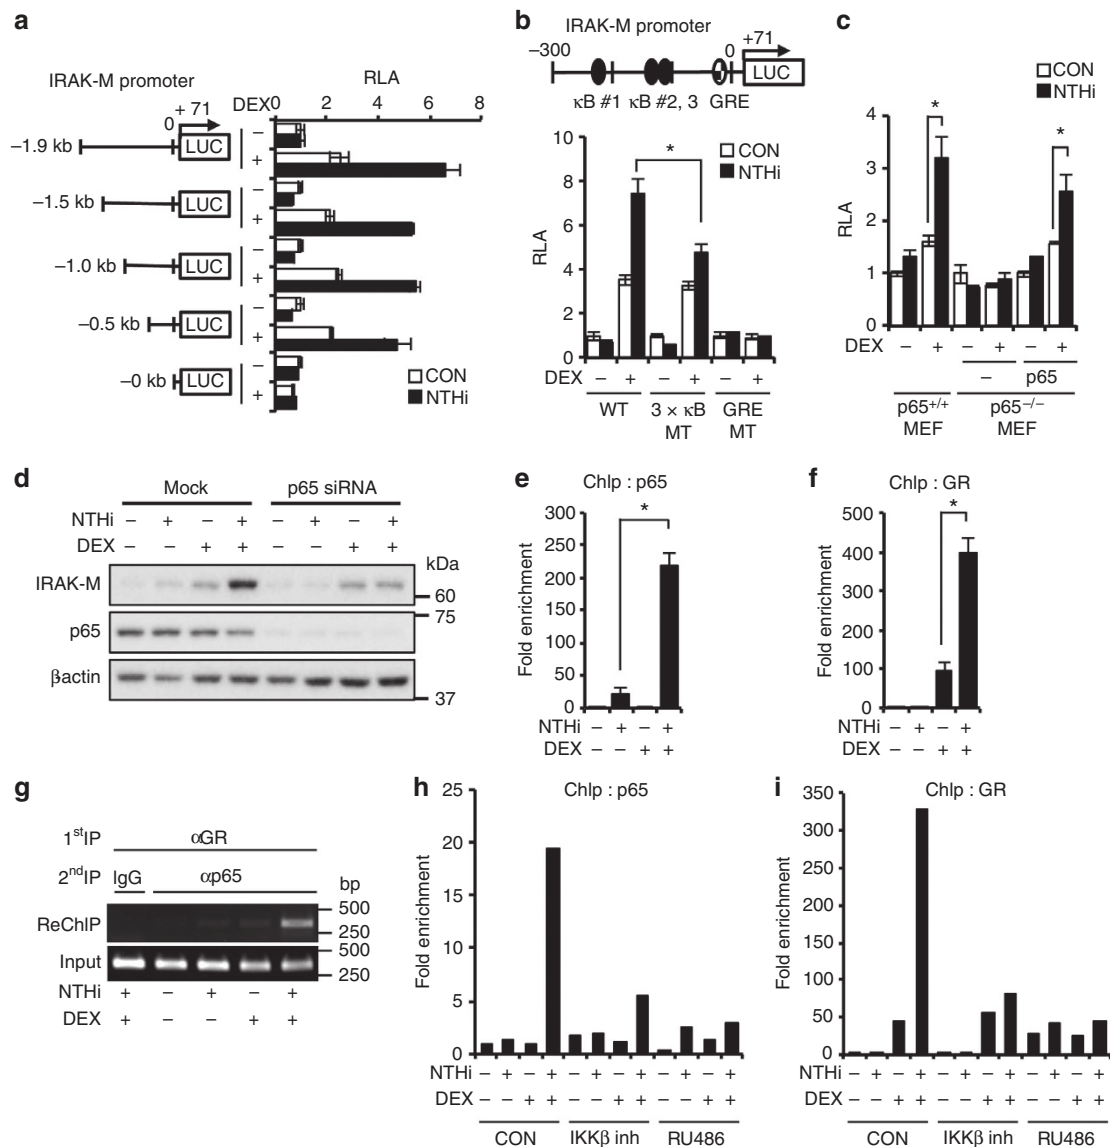 a
IRAK-M promoter
RLA
DEX 0 2 4 6 8
+ 71
0
–1.9 kb LUC – +
–1.5 kb LUC – +
–1.0 kb LUC – +
–0.5 kb LUC – +
–0 kb LUC – +
CON
NTHi
b
IRAK-M promoter
–300 0 +71
LUC
κB #1 κB #2, 3 GRE
10
8
6
4
2
0
RLA
*
CON
NTHi
DEX – + – + – +
WT 3 × κB MT GRE MT
c
CON
NTHi
4
3
2
1
0
RLA
* *
DEX – + – + – +
– p65
p65+/+ MEF p65–/– MEF
d
Mock p65 siRNA
NTHi – + – + – + – +
DEX – – + + – – + +
kDa
IRAK-M
60
75
p65
βactin
37
e
ChIp : p65
300
250
200
150
100
50
0
Fold enrichment
*
NTHi – + – +
DEX – – + +
f
ChIp : GR
500
400
300
200
100
0
Fold enrichment
*
NTHi – + – +
DEX – – + +
g
1st IP αGR
2nd IP IgG αp65
bp
ReChIP
500
250
Input
500
250
NTHi + – + – +
DEX + – – + +
h
ChIp : p65
25
20
15
10
5
0
Fold enrichment
NTHi – + – + – + – + – + – +
DEX – – + + – – + + – – + +
CON IKKβ inh RU486
i
ChIp : GR
350
300
250
200
150
100
50
0
Fold enrichment
NTHi – + – + – + – + – + – +
DEX – – + + – – + + – – + +
CON IKKβ inh RU486